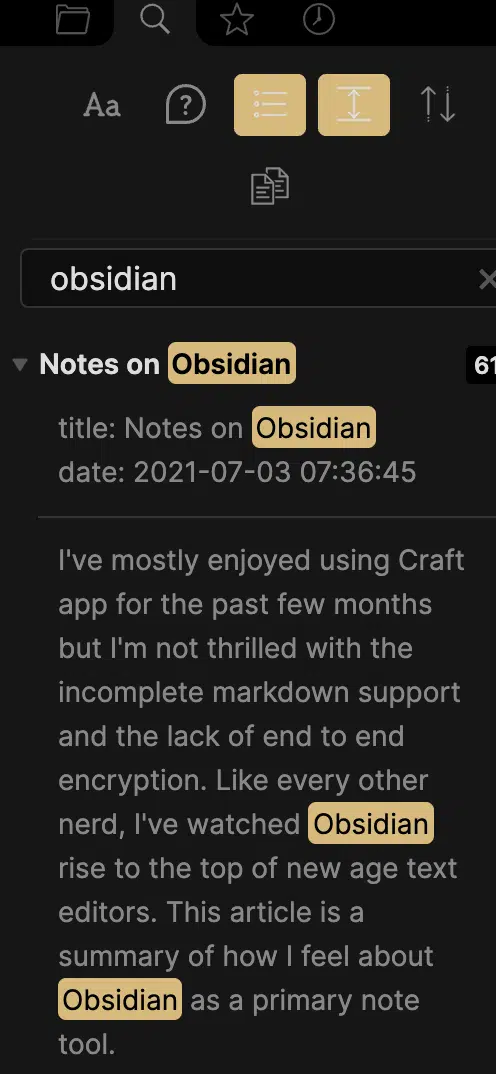 Aa
?
obsidian
Notes on Obsidian
61
title: Notes on Obsidian
date: 2021-07-03 07:36:45
I've mostly enjoyed using Craft
app for the past few months
but I'm not thrilled with the
incomplete markdown support
and the lack of end to end
encryption. Like every other
nerd, I've watched Obsidian
rise to the top of new age text
editors. This article is a
summary of how I feel about
Obsidian as a primary note
tool.